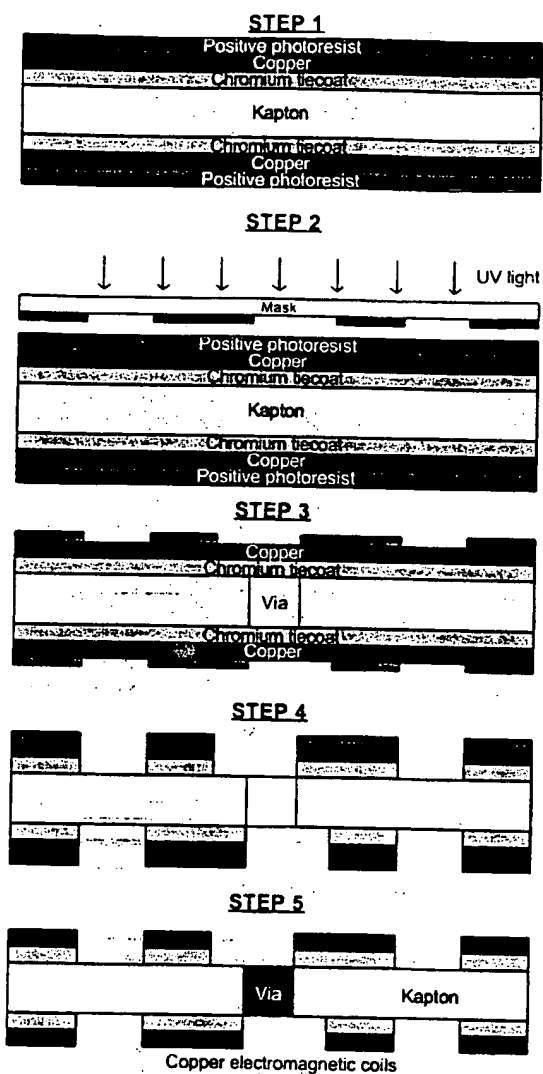 STEP 1
Positive photoresist
Copper
Chromium tiecoat
Kapton
Chromium tiecoat
Copper
Positive photoresist
STEP 2
UV light
Mask
Positive photoresist
Copper
Chromium tiecoat
Kapton
Chromium tiecoat
Copper
Positive photoresist
STEP 3
Copper
Chromium tiecoat
Via
Chromium tiecoat
Copper
STEP 4
STEP 5
Via Kapton
Copper electromagnetic coils